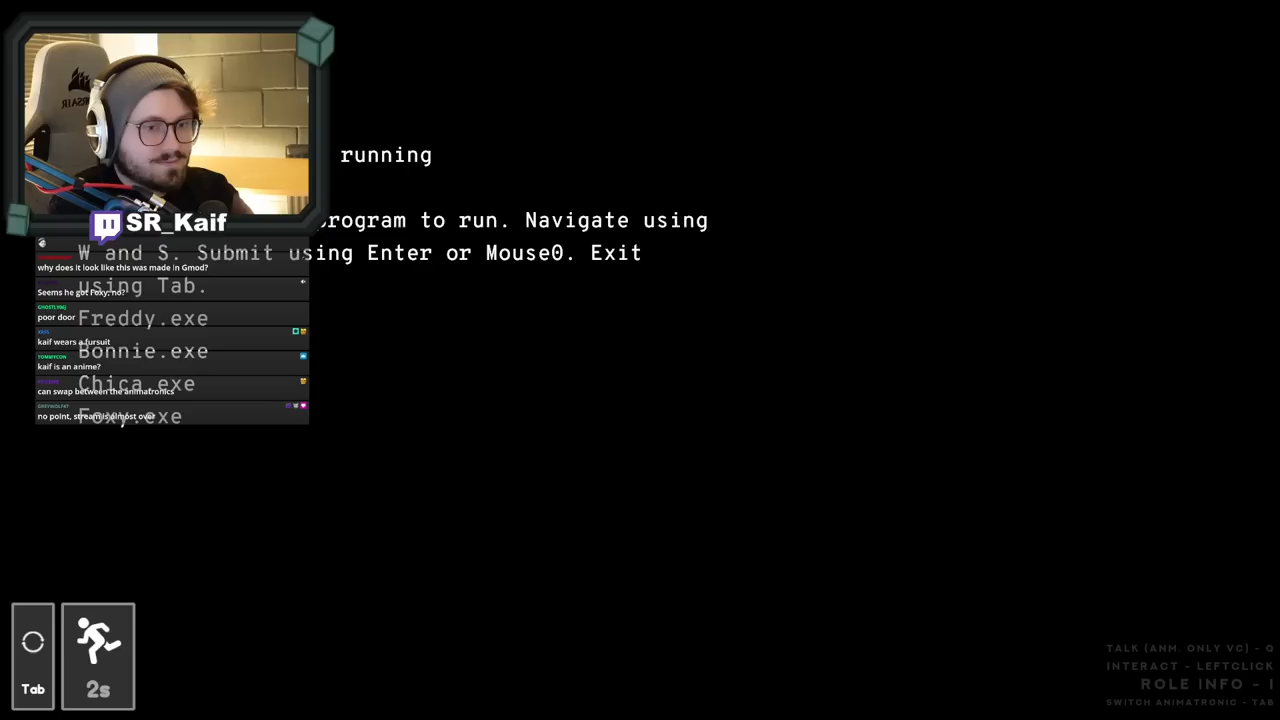 running
SR_Kaif
program to run. Navigate using
W and S. Submit using Enter or Mouse0. Exit
why does it look like this was made in Gmod?
using Tab.
Seems he got Foxy, no?
poor door
Freddy.exe
kaif wears a fursuit
Bonnie.exe
kaif is an anime?
Chica.exe
can swap between the animatronics
no point, stream is almost over
Foxy.exe
Tab
2s
TALK (ANM. ONLY VC) - Q
INTERACT - LEFTCLICK
ROLE INFO - I
SWITCH ANIMATRONIC - TAB